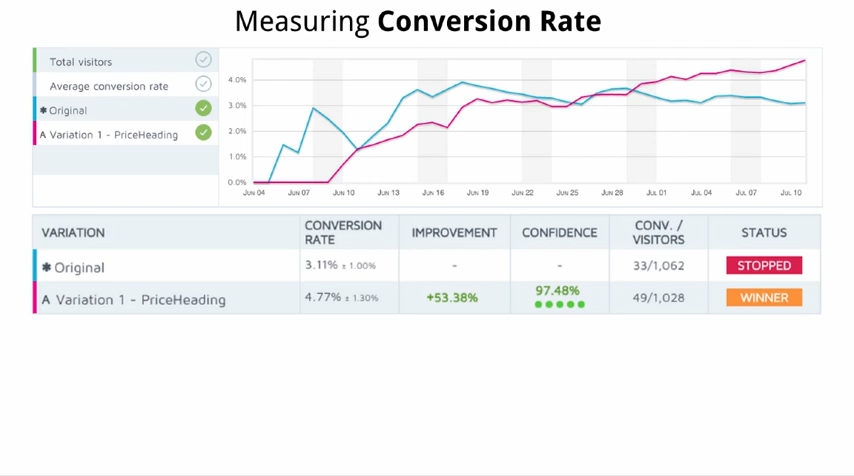 Measuring Conversion Rate
Total visitors
Average conversion rate
✱ Original
A Variation 1 - PriceHeading
4.0%
3.0%
2.0%
1.0%
0.0%
Jun 04 Jun 07 Jun 10 Jun 13 Jun 16 Jun 19 Jun 22 Jun 25 Jun 28 Jul 01 Jul 04 Jul 07 Jul 10
VARIATION CONVERSION RATE IMPROVEMENT CONFIDENCE CONV. / VISITORS STATUS
✱ Original 3.11% ± 1.00% - - 33/1,062 STOPPED
A Variation 1 - PriceHeading 4.77% ± 1.30% +53.38% 97.48% 49/1,028 WINNER